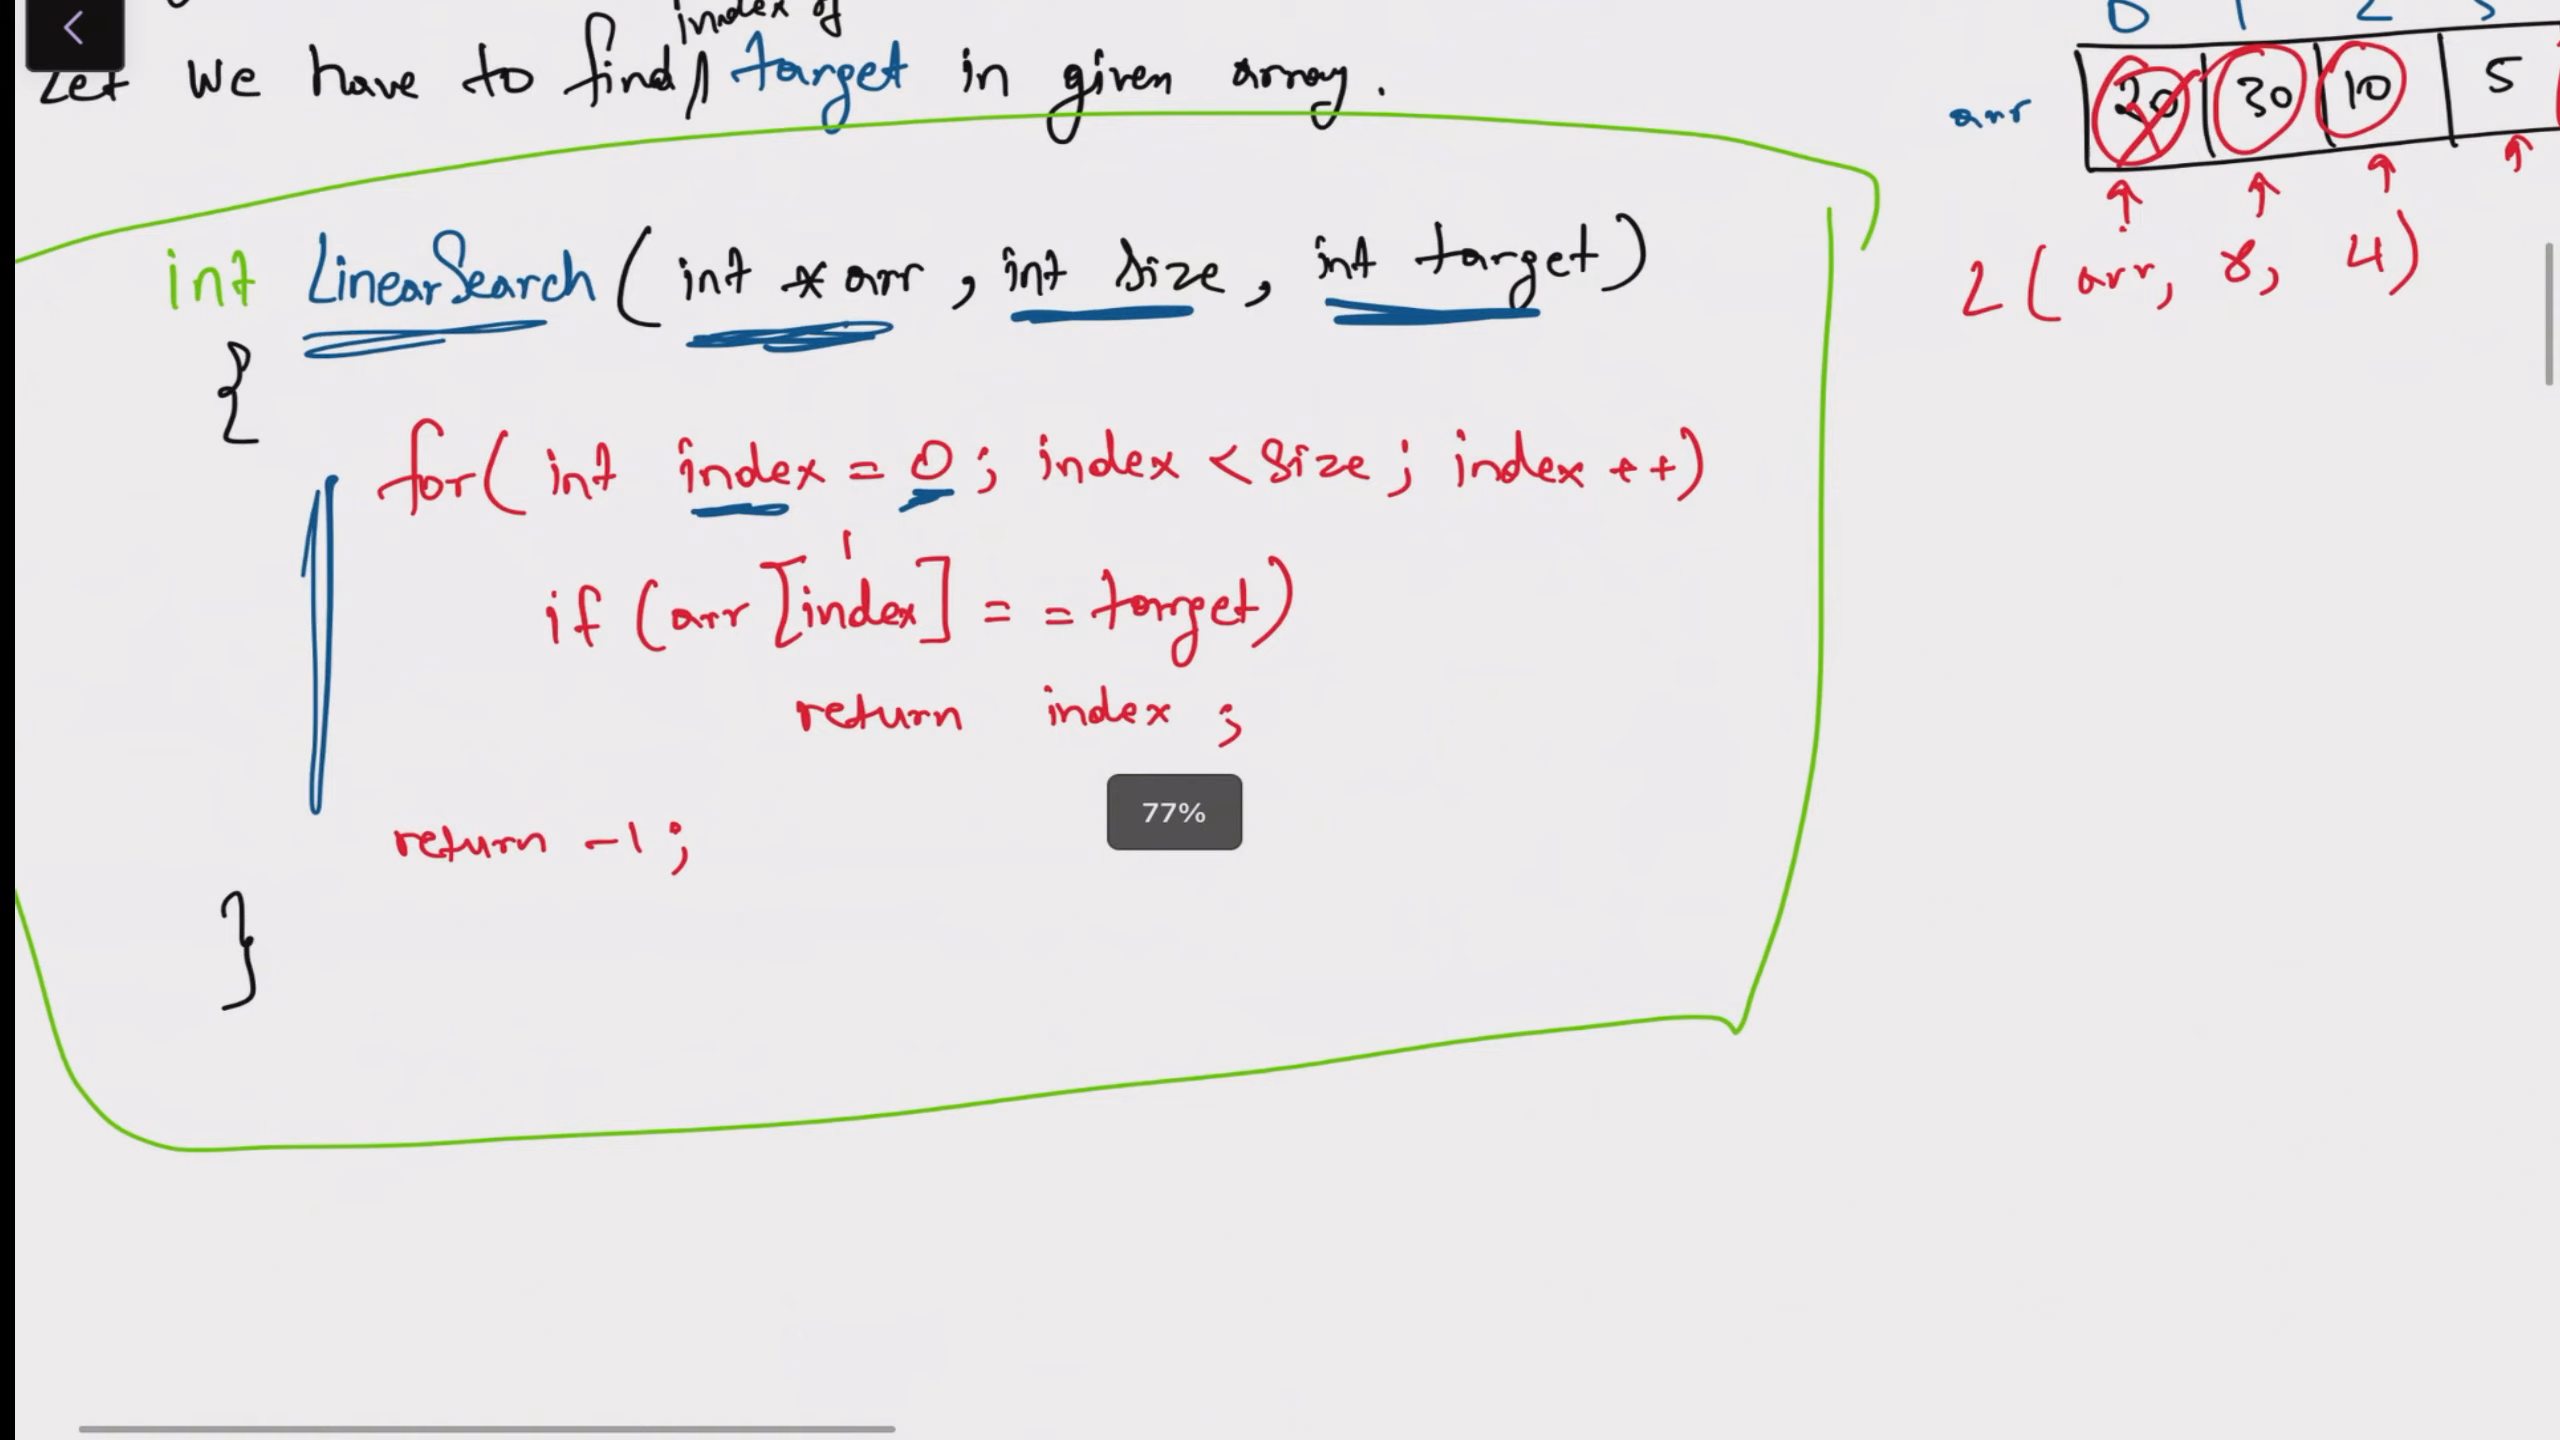 index of
Let we have to find target in given array.
int LinearSearch(int *arr, int size, int target)
{
for(int index = 0; index < size; index ++)
if (arr [index] == target)
return index ;
77%
return -1;
}
0 1 2 3
arr 30 10 5
2(arr, 8, 4)